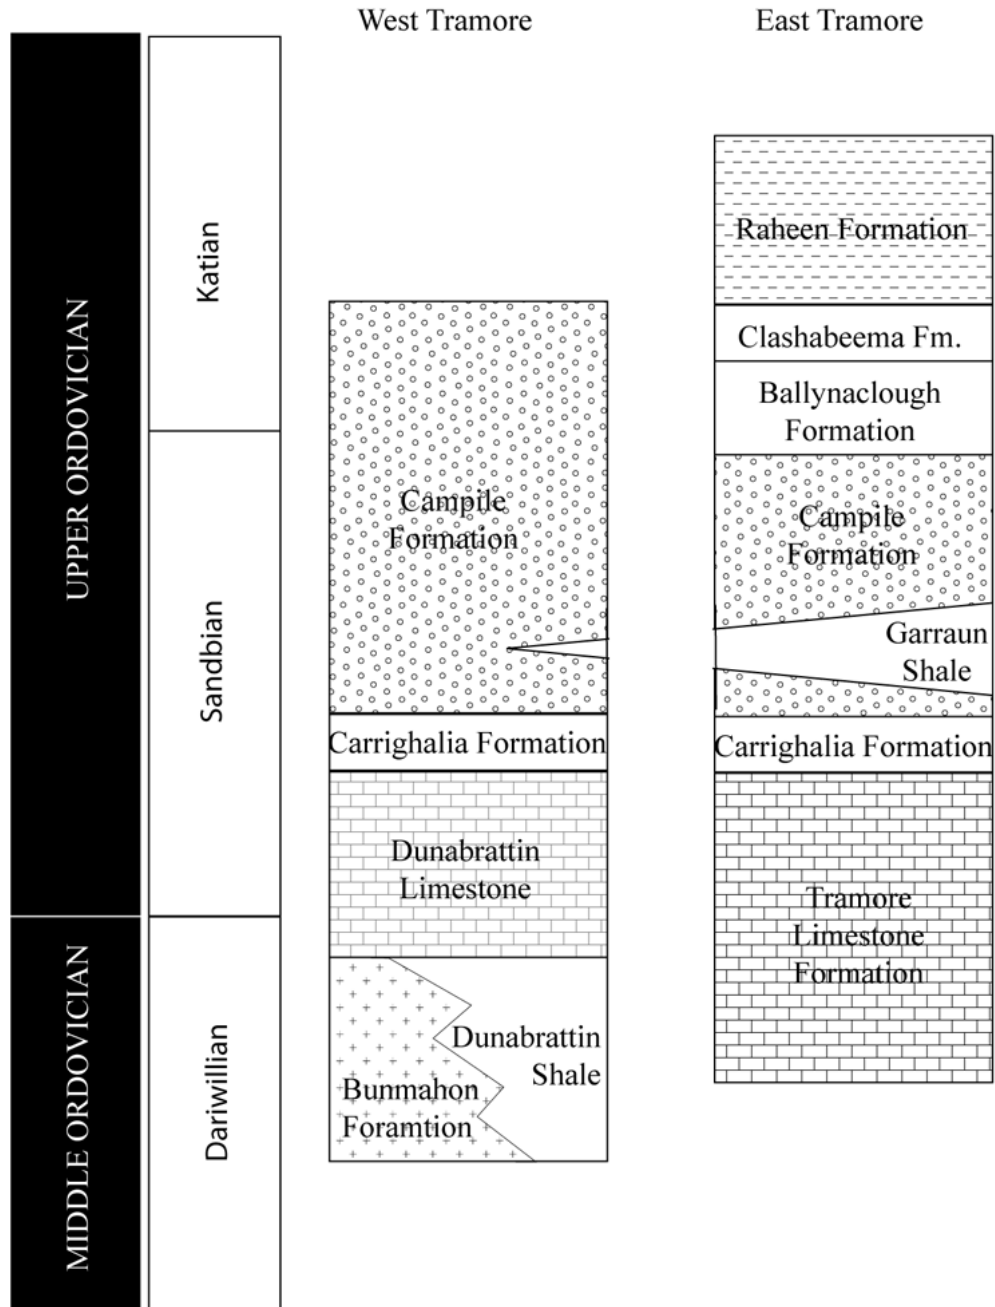 West Tramore
East Tramore
UPPER ORDOVICIAN
MIDDLE ORDOVICIAN
Katian
Sandbian
Dariwillian
Campile
Formation
Carrighalia Formation
Dunabrattin
Limestone
Dunabrattin
Shale
Bunmahon
Foramtion
Raheen Formation
Clashabeema Fm.
Ballynaclough
Formation
Campile
Formation
Garraun
Shale
Carrighalia Formation
Tramore
Limestone
Formation